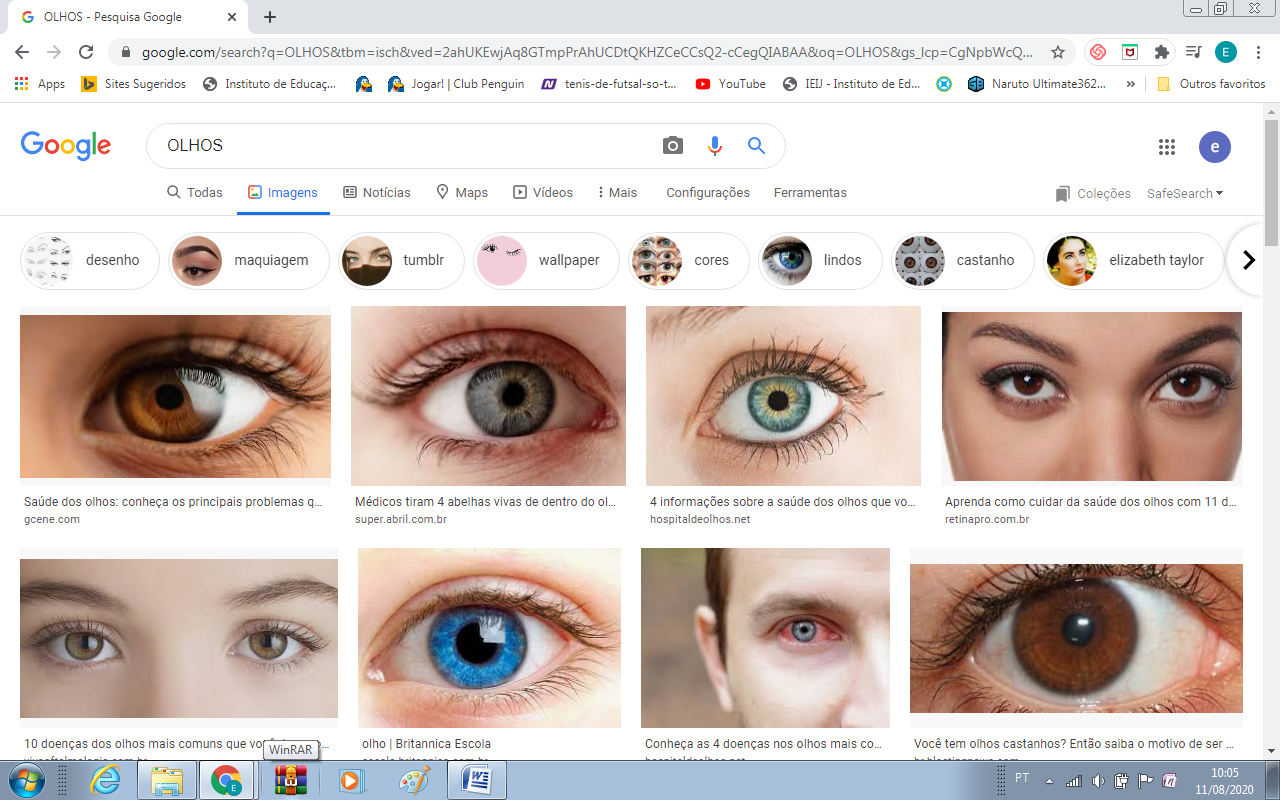 OLHOS - Pesquisa Google
google.com/search?q=OLHOS&tbm=isch&ved=2ahUKEwjAq8GTmpPrAhUCDtQKHZCeCCsQ2-cCegQIABAA&oq=OLHOS&gs_lcp=CgNpbWcQ...
E
Apps
Sites Sugeridos
Instituto de Educaç...
Jogar! | Club Penguin
tenis-de-futsal-so-t...
YouTube
IEIJ - Instituto de Ed...
Naruto Ultimate362...
»
Outros favoritos
Google
OLHOS
e
Todas
Imagens
Notícias
Maps
Vídeos
Mais
Configurações
Ferramentas
Coleções
SafeSearch
desenho
maquiagem
tumblr
wallpaper
cores
lindos
castanho
elizabeth taylor
Saúde dos olhos: conheça os principais problemas q...
gcene.com
Médicos tiram 4 abelhas vivas de dentro do ol...
super.abril.com.br
4 informações sobre a saúde dos olhos que vo...
hospitaldeolhos.net
Aprenda como cuidar da saúde dos olhos com 11 d...
retinapro.com.br
10 doenças dos olhos mais comuns que
olho | Britannica Escola
Conheça as 4 doenças nos olhos mais co...
Você tem olhos castanhos? Então saiba o motivo de ser ...
WinRAR
PT
10:05
11/08/2020